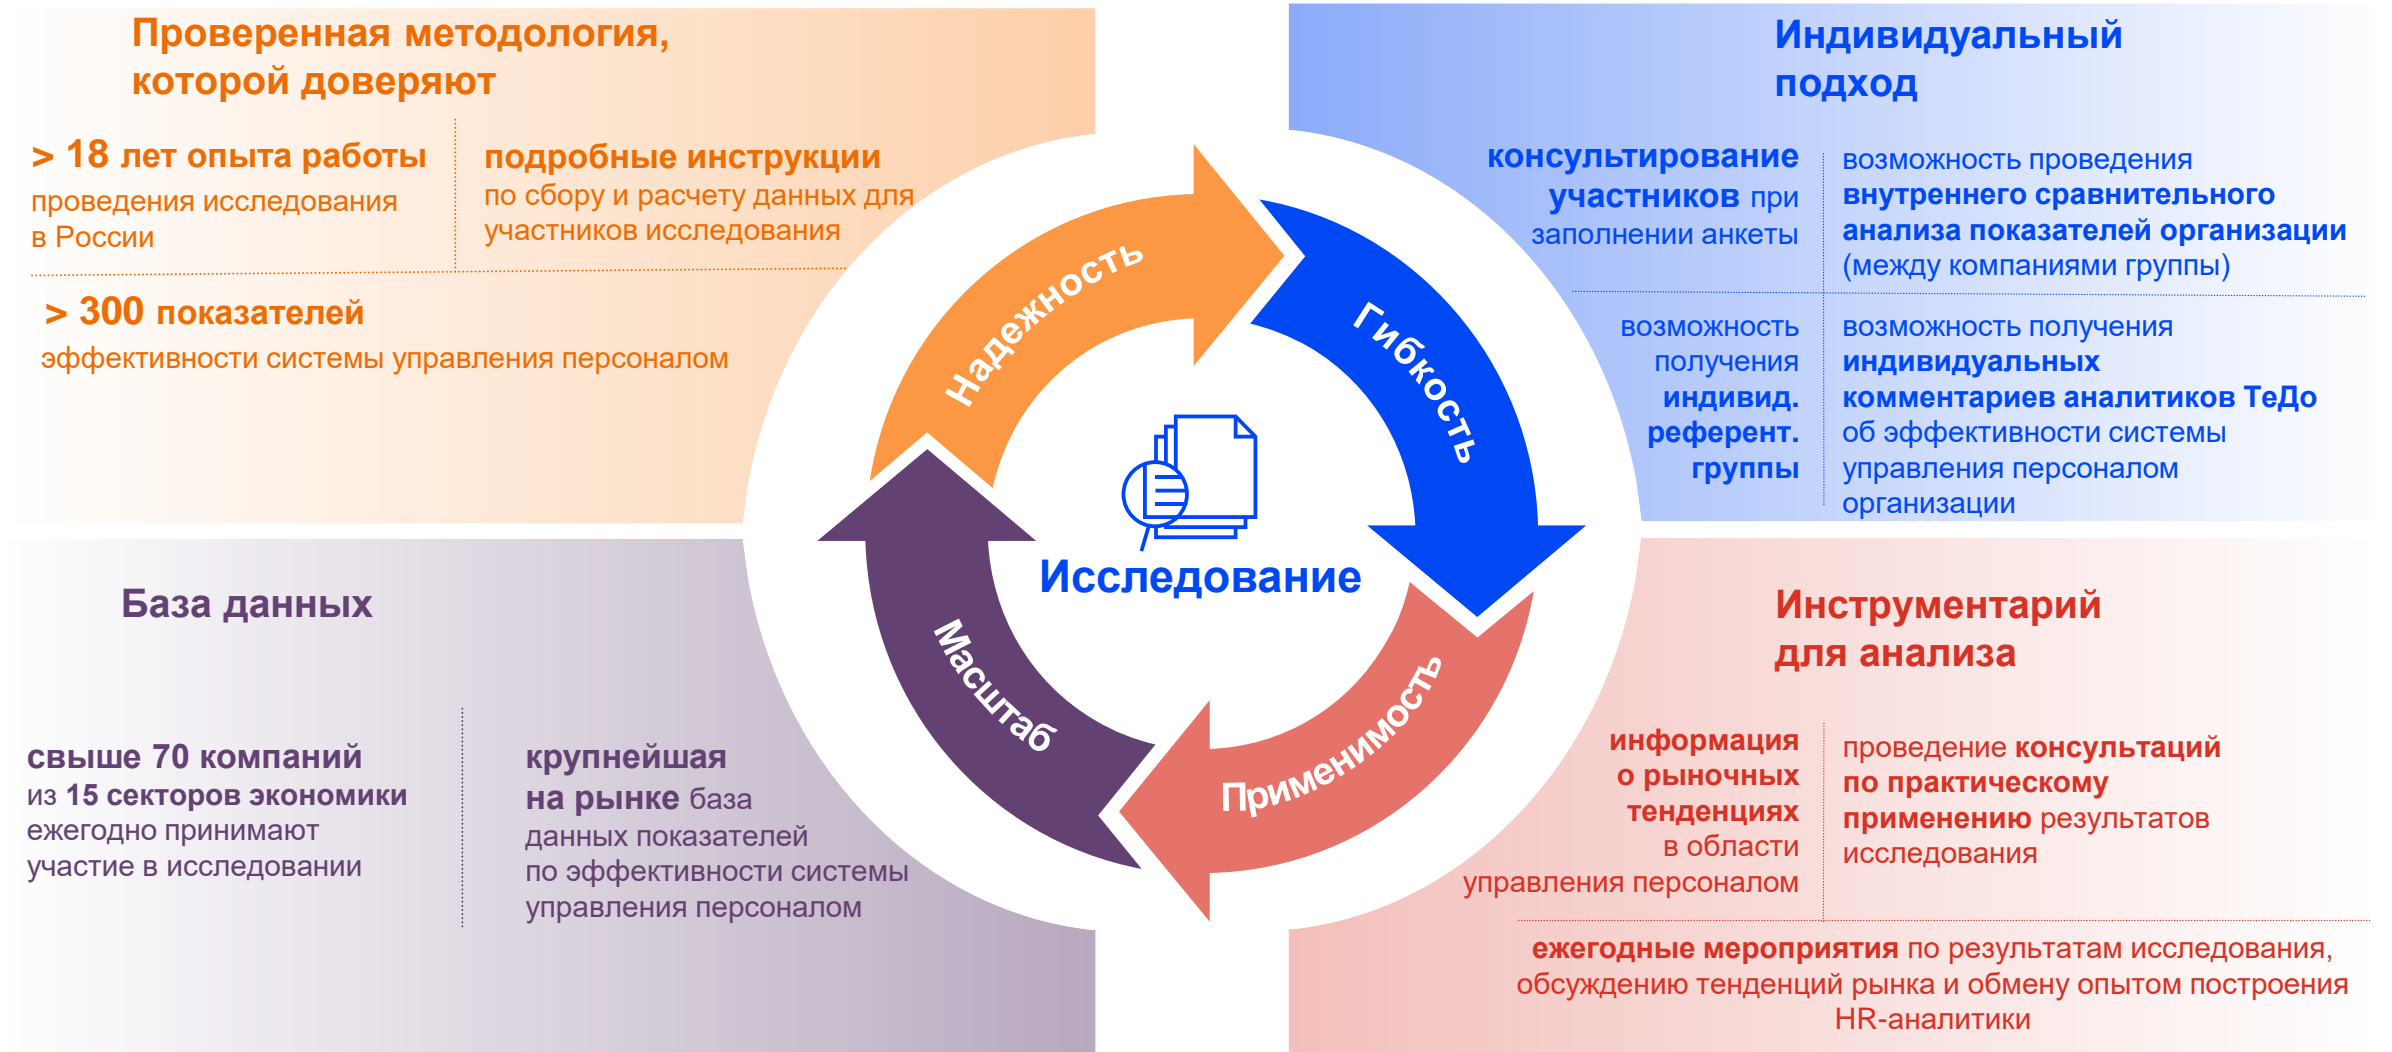 Проверенная методология,
которой доверяют
> 18 лет опыта работы
проведения исследования
в России
подробные инструкции
по сбору и расчету данных для
участников исследования
> 300 показателей
эффективности системы управления персоналом
Индивидуальный
подход
консультирование
участников при
заполнении анкеты
возможность проведения
внутреннего сравнительного
анализа показателей организации
(между компаниями группы)
возможность
получения
индивид.
референт.
группы
возможность получения
индивидуальных
комментариев аналитиков ТеДо
об эффективности системы
управления персоналом
организации
Надежность
Гибкость
Исследование
Масштаб
Применимость
База данных
свыше 70 компаний
из 15 секторов экономики
ежегодно принимают
участие в исследовании
крупнейшая
на рынке база
данных показателей
по эффективности системы
управления персоналом
Инструментарий
для анализа
информация
о рыночных
тенденциях
в области
управления персоналом
проведение консультаций
по практическому
применению результатов
исследования
ежегодные мероприятия по результатам исследования,
обсуждению тенденций рынка и обмену опытом построения
HR-аналитики